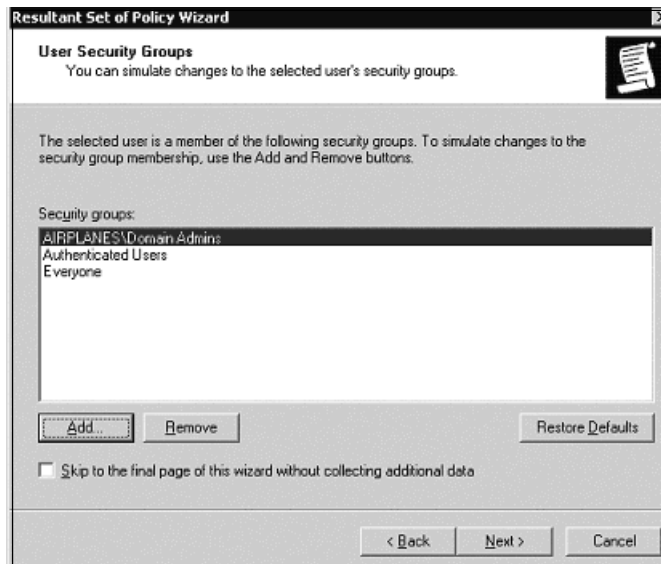 Resultant Set of Policy Wizard
User Security Groups
You can simulate changes to the selected user's security groups.
The selected user is a member of the following security groups. To simulate changes to the
security group membership, use the Add and Remove buttons.
Security groups:
AIRPLANES\Domain Admins
Authenticated Users
Everyone
Add...
Remove
Restore Defaults
Skip to the final page of this wizard without collecting additional data
< Back
Next >
Cancel